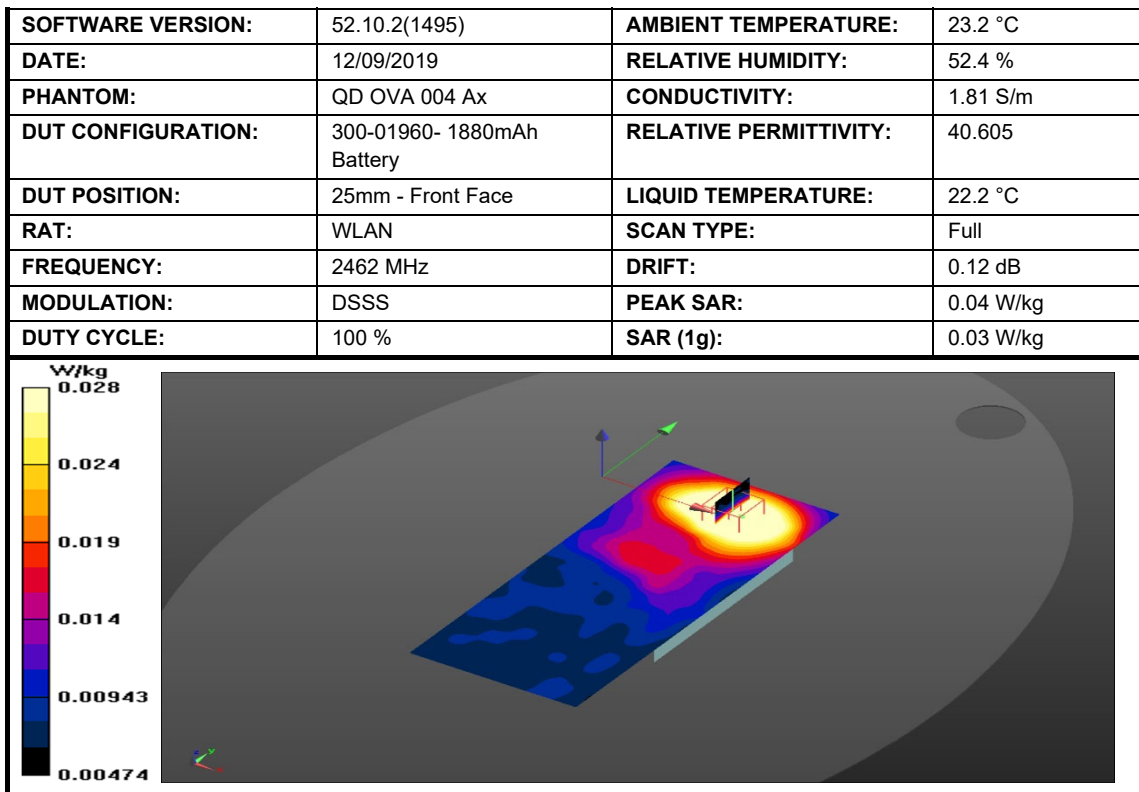 SOFTWARE VERSION: 52.10.2(1495) AMBIENT TEMPERATURE: 23.2 °C
DATE: 12/09/2019 RELATIVE HUMIDITY: 52.4 %
PHANTOM: QD OVA 004 Ax CONDUCTIVITY: 1.81 S/m
DUT CONFIGURATION: 300-01960- 1880mAh RELATIVE PERMITTIVITY: 40.605
Battery
DUT POSITION: 25mm - Front Face LIQUID TEMPERATURE: 22.2 °C
RAT: WLAN SCAN TYPE: Full
FREQUENCY: 2462 MHz DRIFT: 0.12 dB
MODULATION: DSSS PEAK SAR: 0.04 W/kg
DUTY CYCLE: 100 % SAR (1g): 0.03 W/kg
W/kg
0.028
0.024
0.019
0.014
0.00943
0.00474